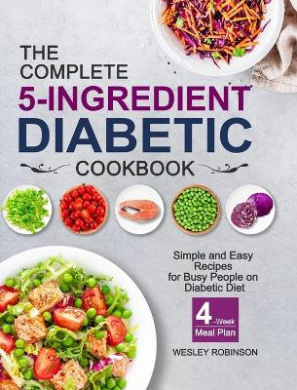 THE
COMPLETE
5-INGREDIENT
DIABETIC
COOKBOOK
Simple and Easy
Recipes
for Busy People on
Diabetic Diet
4-Week
Meal Plan
WESLEY ROBINSON